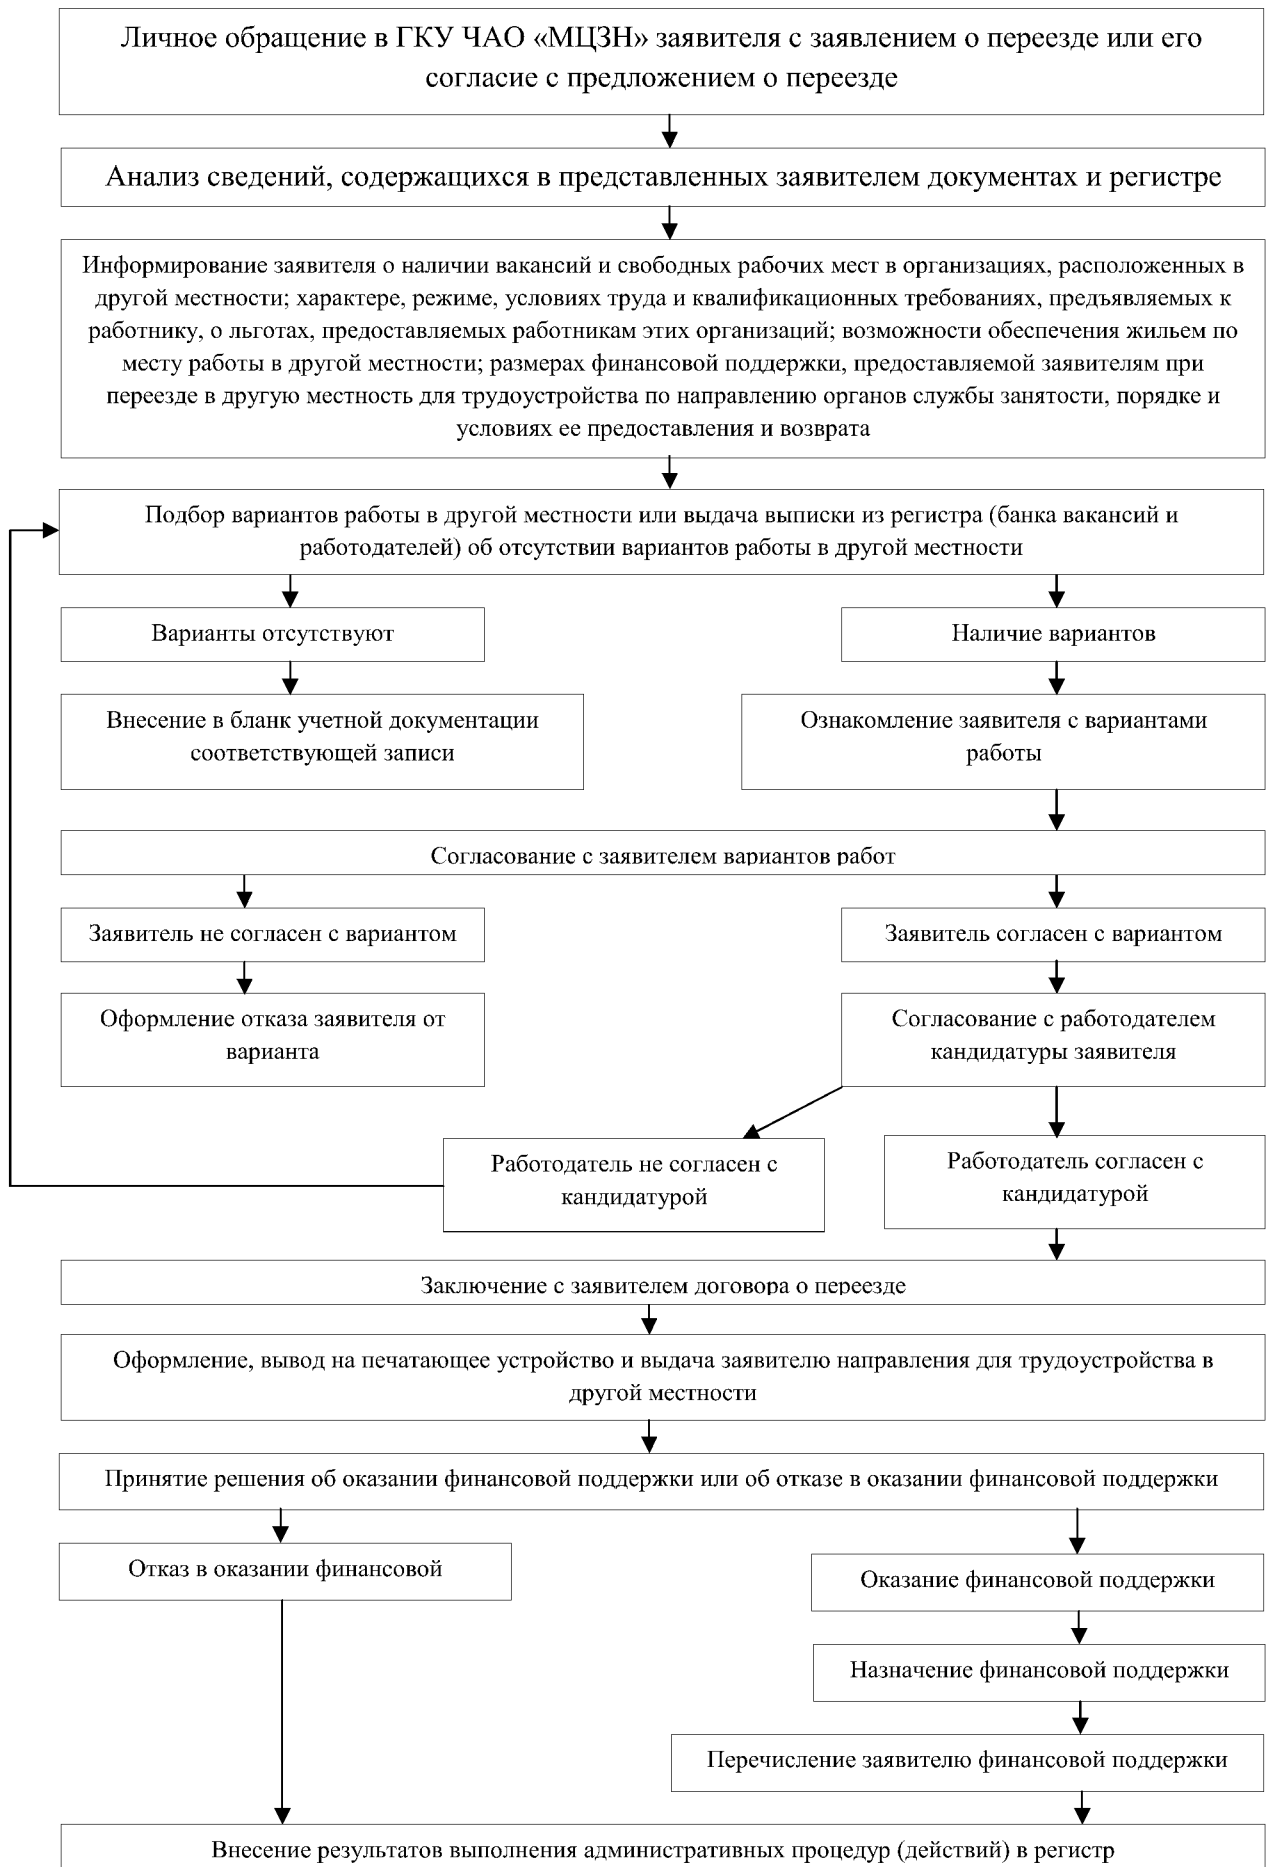 Личное обращение в ГКУ ЧАО «МЦЗН» заявителя с заявлением о переезде или его
согласие с предложением о переезде
Анализ сведений, содержащихся в представленных заявителем документах и регистре
Информирование заявителя о наличии вакансий и свободных рабочих мест в организациях, расположенных в
другой местности; характере, режиме, условиях труда и квалификационных требованиях, предъявляемых к
работнику, о льготах, предоставляемых работникам этих организаций; возможности обеспечения жильем по
месту работы в другой местности; размерах финансовой поддержки, предоставляемой заявителям при
переезде в другую местность для трудоустройства по направлению органов службы занятости, порядке и
условиях ее предоставления и возврата
Подбор вариантов работы в другой местности или выдача выписки из регистра (банка вакансий и
работодателей) об отсутствии вариантов работы в другой местности
Варианты отсутствуют
Наличие вариантов
Внесение в бланк учетной документации
соответствующей записи
Ознакомление заявителя с вариантами
работы
Согласование с заявителем вариантов работ
Заявитель не согласен с вариантом
Заявитель согласен с вариантом
Оформление отказа заявителя от
варианта
Согласование с работодателем
кандидатуры заявителя
Работодатель не согласен с
кандидатурой
Работодатель согласен с
кандидатурой
Заключение с заявителем договора о переезде
Оформление, вывод на печатающее устройство и выдача заявителю направления для трудоустройства в
другой местности
Принятие решения об оказании финансовой поддержки или об отказе в оказании финансовой поддержки
Отказ в оказании финансовой
Оказание финансовой поддержки
Назначение финансовой поддержки
Перечисление заявителю финансовой поддержки
Внесение результатов выполнения административных процедур (действий) в регистр